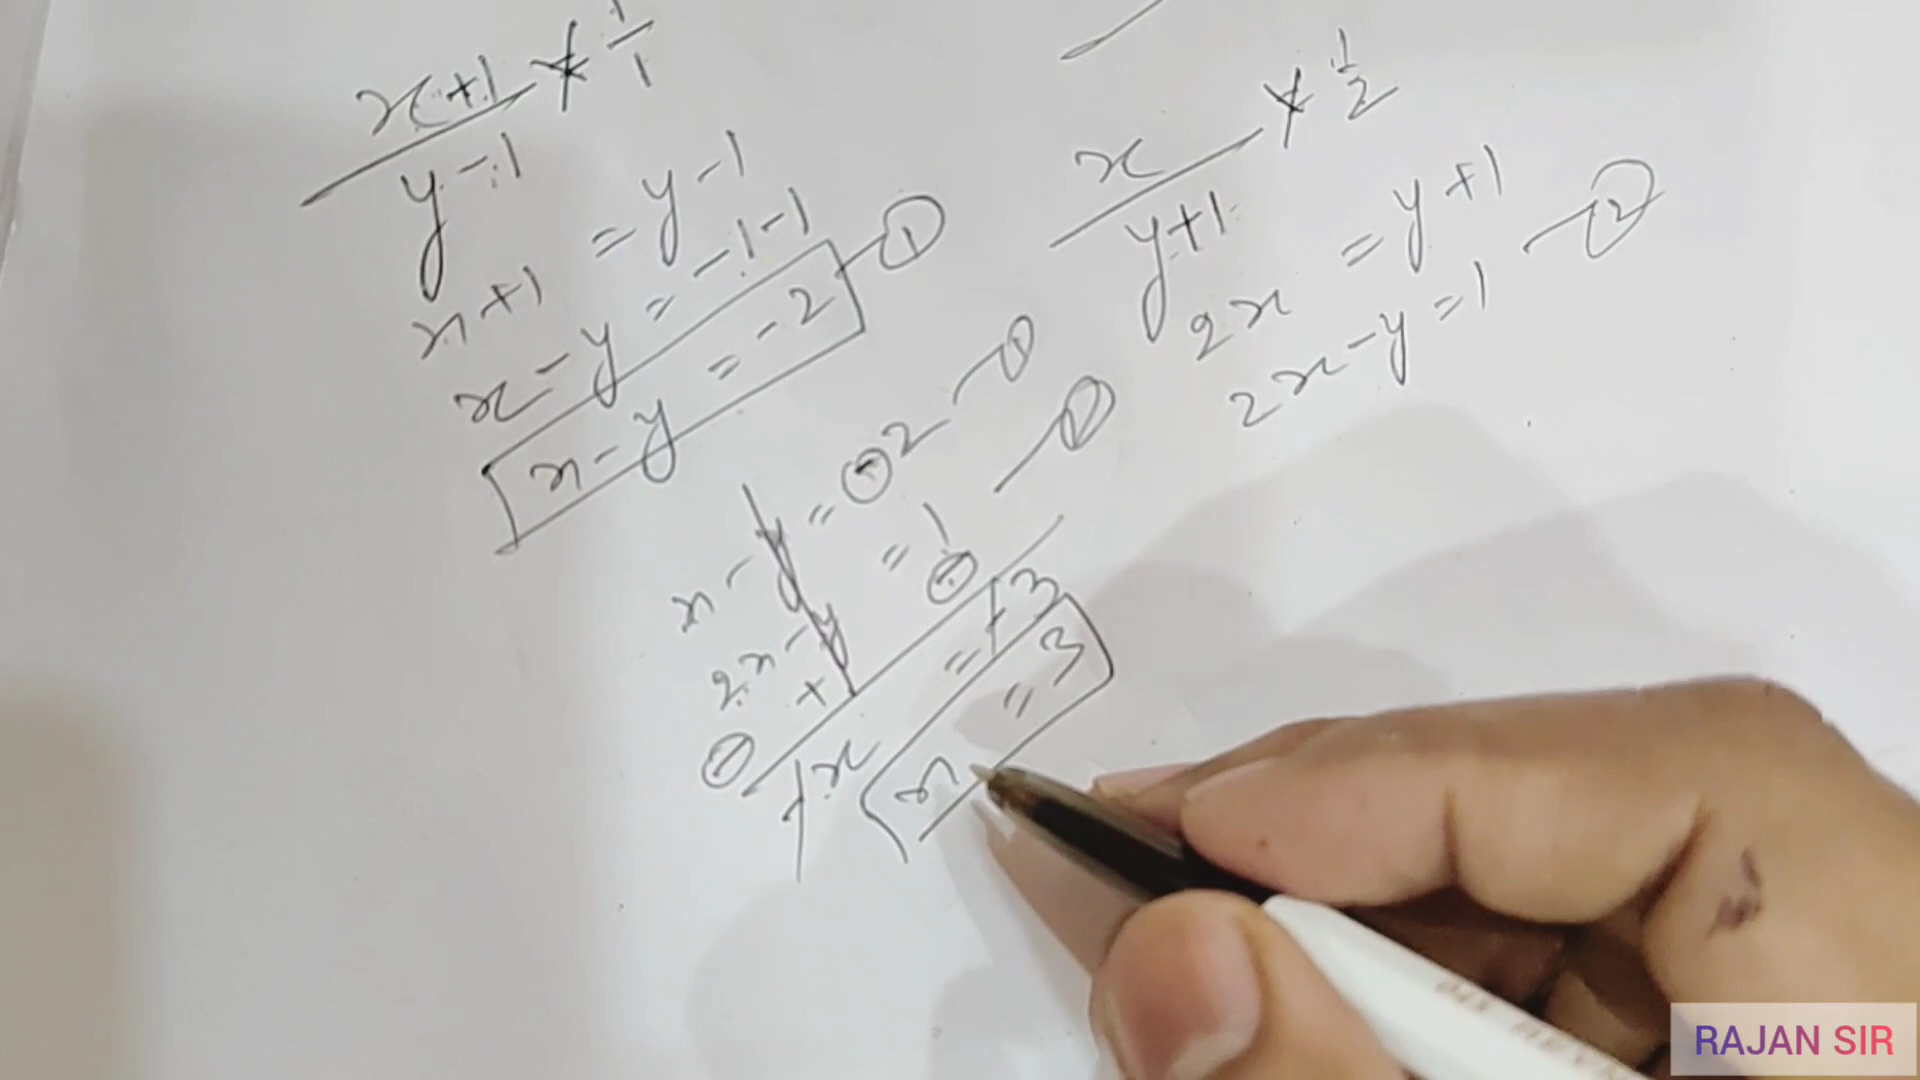 x+1/y-1 = 1/1
x+1 = y-1
x-y = -1-1
x-y = -2 — ①
x/y+1 = 1/2
2x = y+1
2x-y=1 — ②
x-y = -2 — ①
2x-y = 1 — ②
- + -
-x = -3
x = 3
RAJAN SIR